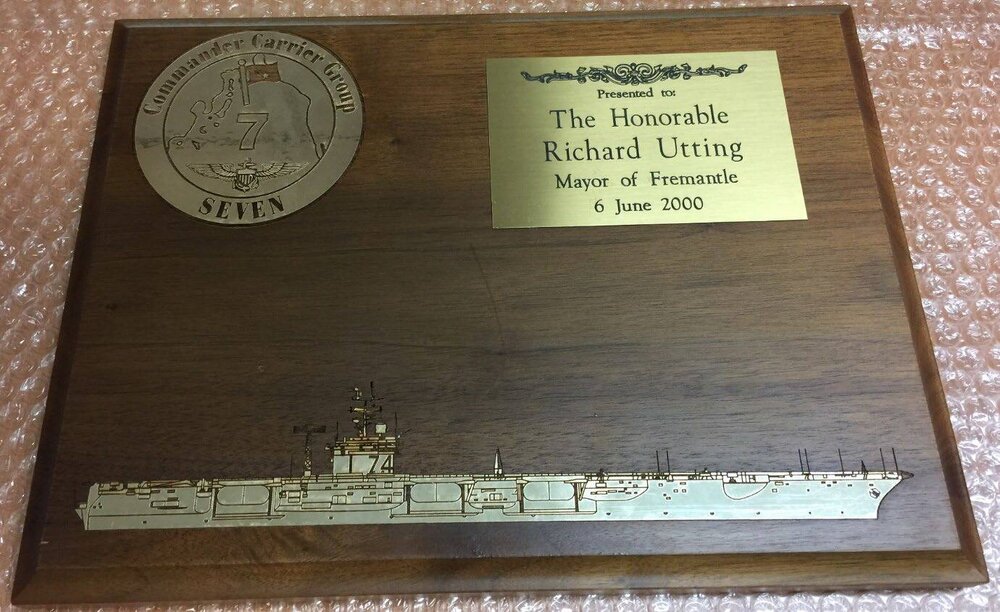 Commander Carrier Group
7
SEVEN
Presented to:
The Honorable
Richard Utting
Mayor of Fremantle
6 June 2000
74